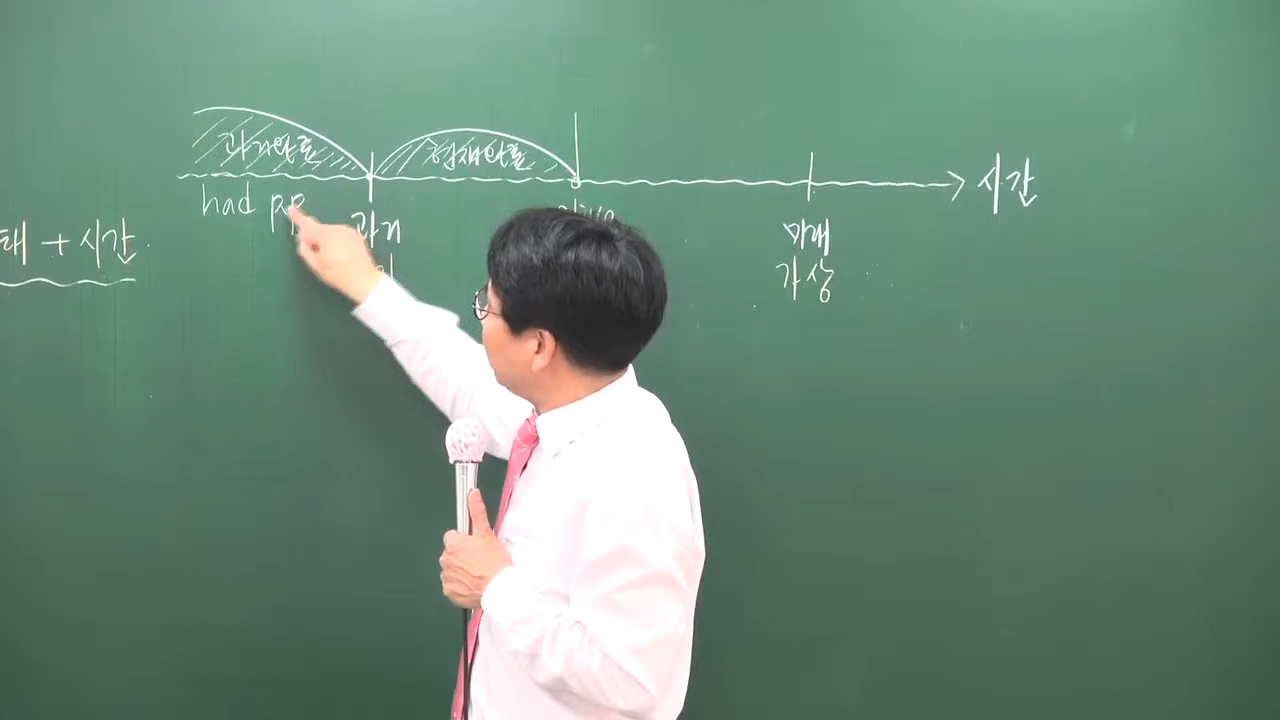 과거완료 현재완료
시간
had pp
태 + 시간
과거
미래
가상